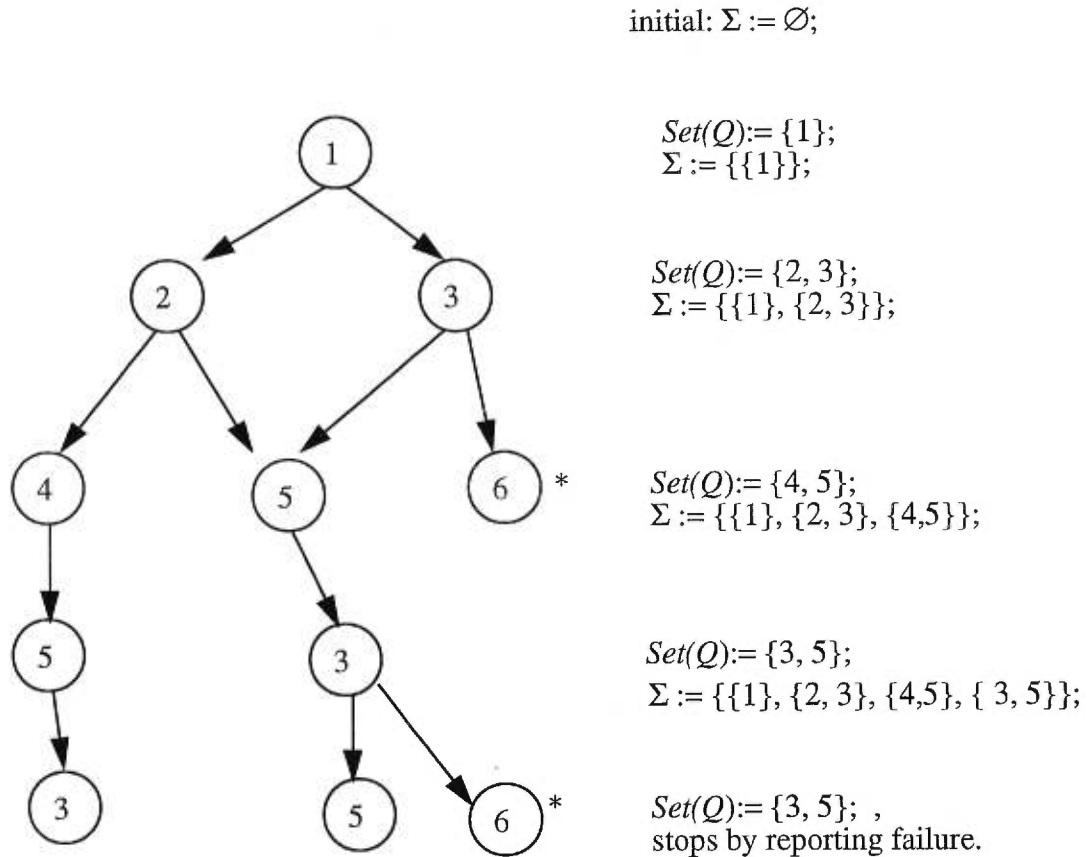 initial: Σ := ∅;
1
Set(Q):= {1};
Σ := {{1}};
2
3
Set(Q):= {2, 3};
Σ := {{1}, {2, 3}};
4
5
6
*
Set(Q):= {4, 5};
Σ := {{1}, {2, 3}, {4,5}};
5
3
Set(Q):= {3, 5};
Σ := {{1}, {2, 3}, {4,5}, { 3, 5}};
3
5
6
*
Set(Q):= {3, 5}; ,
stops by reporting failure.